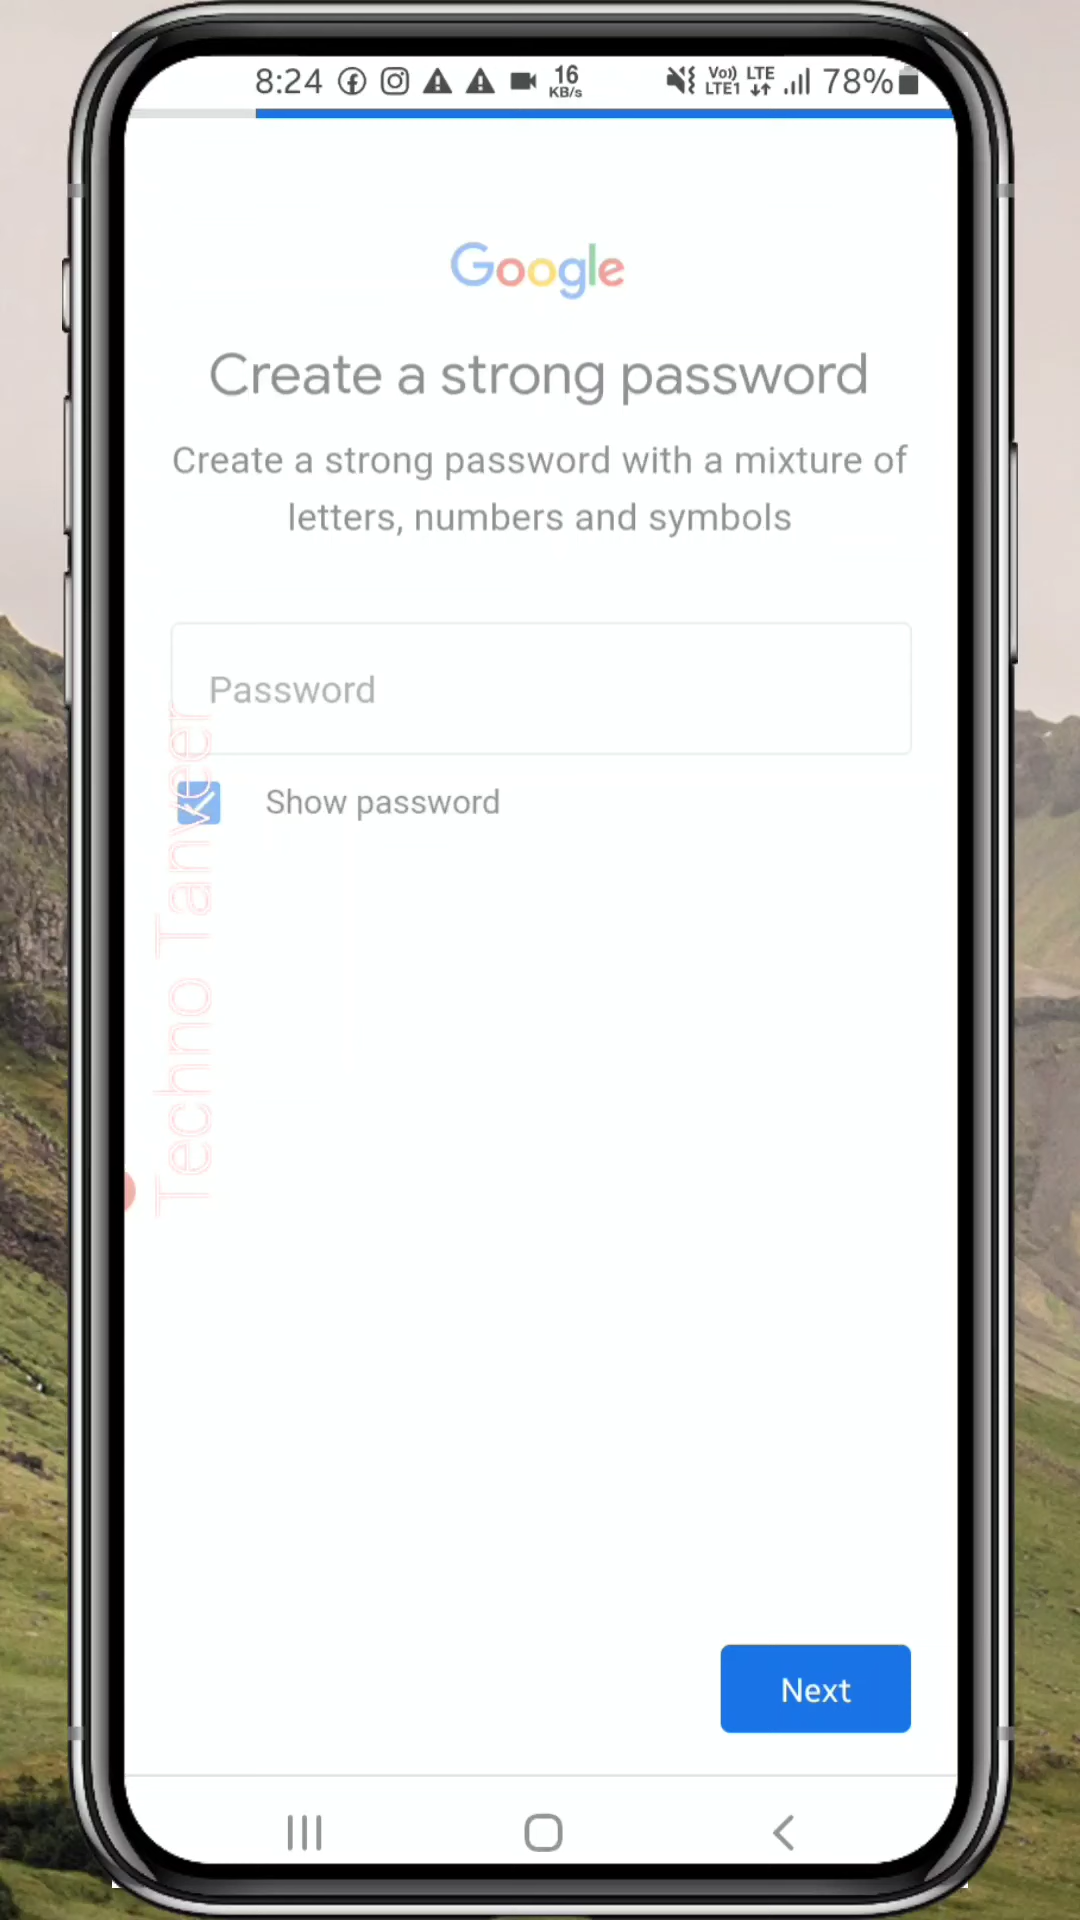 8:24
16
KB/s
Vo)) LTE
LTE1
78%
Google
Create a strong password
Create a strong password with a mixture of
letters, numbers and symbols
Password
Show password
Techno Tanveer
Next